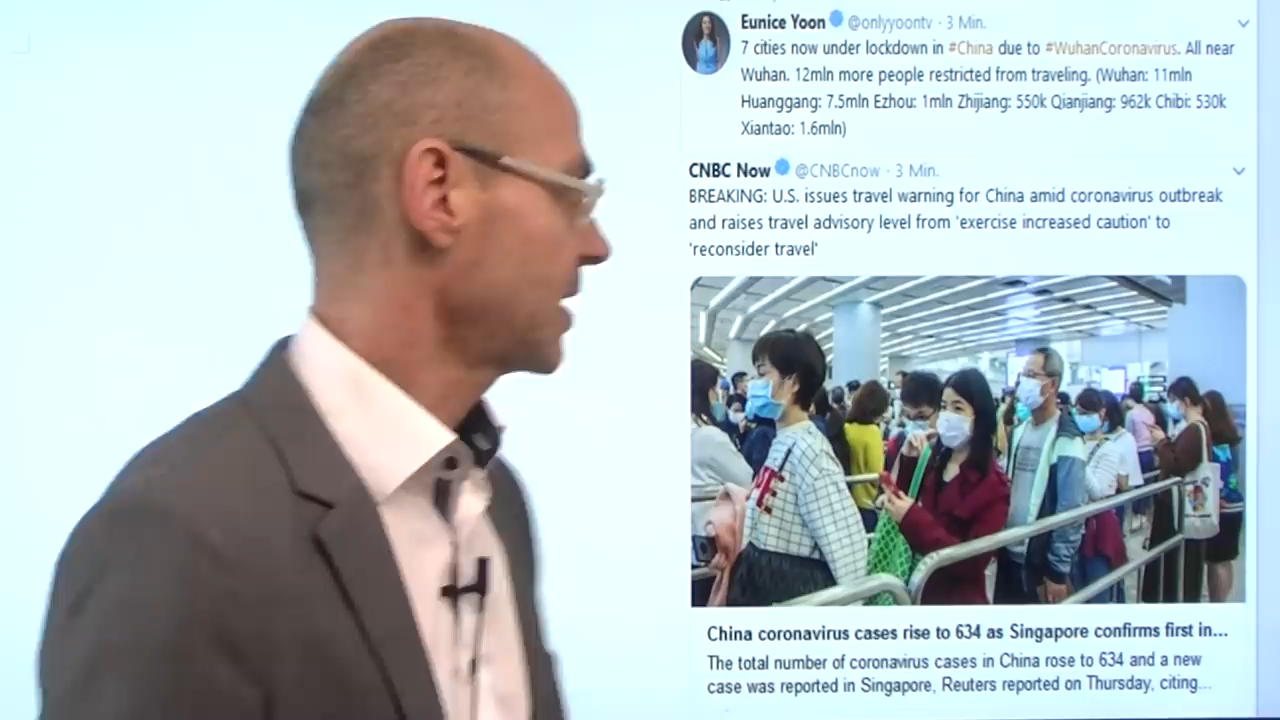 Eunice Yoon @onlyyoontv · 3 Min.
7 cities now under lockdown in #China due to #WuhanCoronavirus. All near
Wuhan. 12mln more people restricted from traveling. (Wuhan: 11mln
Huanggang: 7.5mln Ezhou: 1mln Zhijiang: 550k Qianjiang: 962k Chibi: 530k
Xiantao: 1.6mln)
CNBC Now @CNBCnow · 3 Min.
BREAKING: U.S. issues travel warning for China amid coronavirus outbreak
and raises travel advisory level from 'exercise increased caution' to
'reconsider travel'
China coronavirus cases rise to 634 as Singapore confirms first in...
The total number of coronavirus cases in China rose to 634 and a new
case was reported in Singapore, Reuters reported on Thursday, citing...